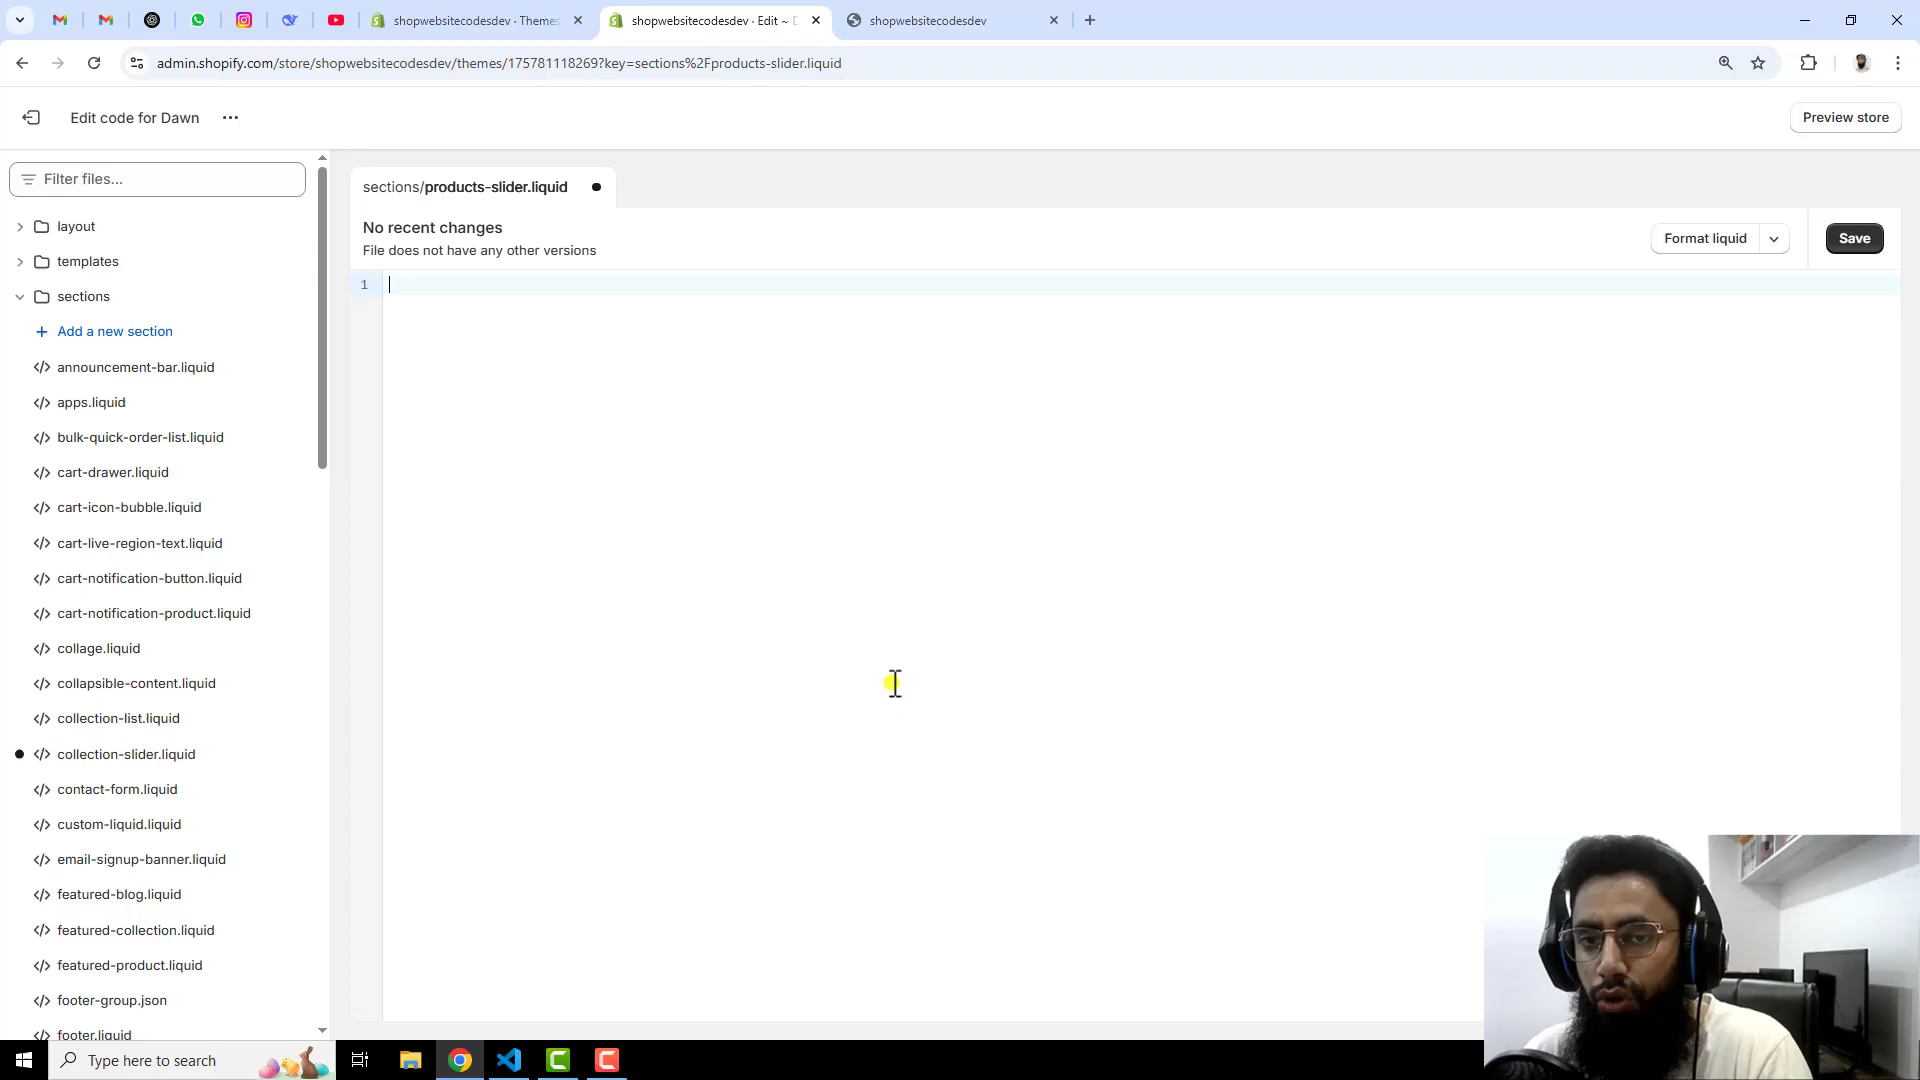 shopwebsitecodesdev · Themes
shopwebsitecodesdev · Edit ~ D
shopwebsitecodesdev
admin.shopify.com/store/shopwebsitecodesdev/themes/175781118269?key=sections%2Fproducts-slider.liquid
Edit code for Dawn
Preview store
Filter files...
layout
templates
sections
Add a new section
announcement-bar.liquid
apps.liquid
bulk-quick-order-list.liquid
cart-drawer.liquid
cart-icon-bubble.liquid
cart-live-region-text.liquid
cart-notification-button.liquid
cart-notification-product.liquid
collage.liquid
collapsible-content.liquid
collection-list.liquid
collection-slider.liquid
contact-form.liquid
custom-liquid.liquid
email-signup-banner.liquid
featured-blog.liquid
featured-collection.liquid
featured-product.liquid
footer-group.json
footer.liquid
sections/products-slider.liquid
No recent changes
File does not have any other versions
Format liquid
Save
1
Type here to search